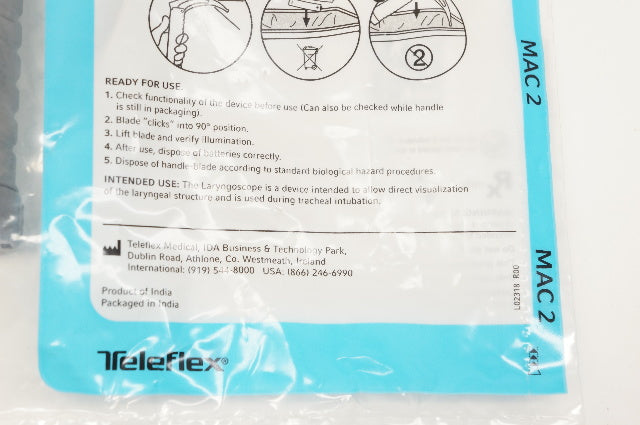 READY FOR USE.
1. Check functionality of the device before use (Can also be checked while handle
is still in packaging).
2. Blade "clicks" into 90° position.
3. Lift blade and verify illumination.
4. After use, dispose of batteries correctly.
5. Dispose of handle-blade according to standard biological hazard procedures.
INTENDED USE: The Laryngoscope is a device intended to allow direct visualization
of the laryngeal structure and is used during tracheal intubation.
Teleflex Medical, IDA Business & Technology Park,
Dublin Road, Athlone, Co. Westmeath, Ireland
International: (919) 544-8000 USA: (866) 246-6990
Product of India
Packaged in India
Teleflex®
MAC 2
MAC 2
L02318 R00
2